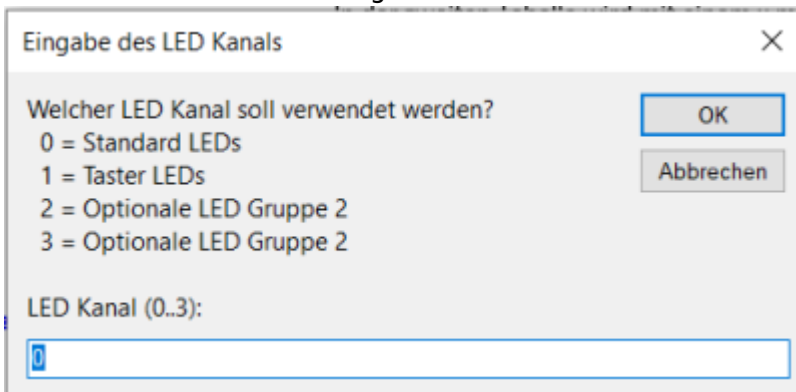 Eingabe des LED Kanals
Welcher LED Kanal soll verwendet werden?
0 = Standard LEDs
1 = Taster LEDs
2 = Optionale LED Gruppe 2
3 = Optionale LED Gruppe 2
OK
Abbrechen
LED Kanal (0..3):
0